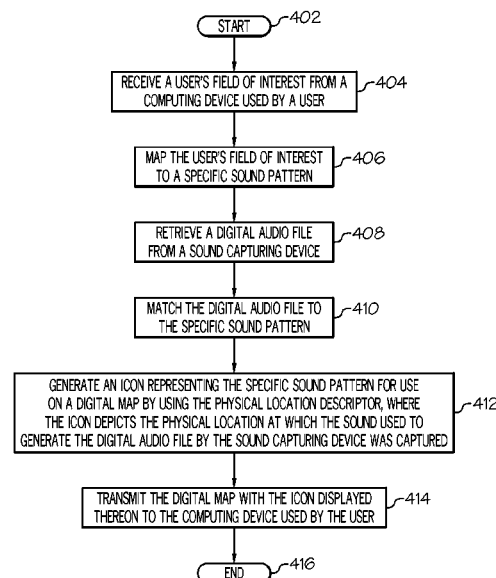 START
402
RECEIVE A USER'S FIELD OF INTEREST FROM A
COMPUTING DEVICE USED BY A USER
404
MAP THE USER'S FIELD OF INTEREST
TO A SPECIFIC SOUND PATTERN
406
RETRIEVE A DIGITAL AUDIO FILE
FROM A SOUND CAPTURING DEVICE
408
MATCH THE DIGITAL AUDIO FILE TO
THE SPECIFIC SOUND PATTERN
410
GENERATE AN ICON REPRESENTING THE SPECIFIC SOUND PATTERN FOR USE
ON A DIGITAL MAP BY USING THE PHYSICAL LOCATION DESCRIPTOR, WHERE
THE ICON DEPICTS THE PHYSICAL LOCATION AT WHICH THE SOUND USED TO
GENERATE THE DIGITAL AUDIO FILE BY THE SOUND CAPTURING DEVICE WAS CAPTURED
412
TRANSMIT THE DIGITAL MAP WITH THE ICON DISPLAYED
THEREON TO THE COMPUTING DEVICE USED BY THE USER
414
END
416